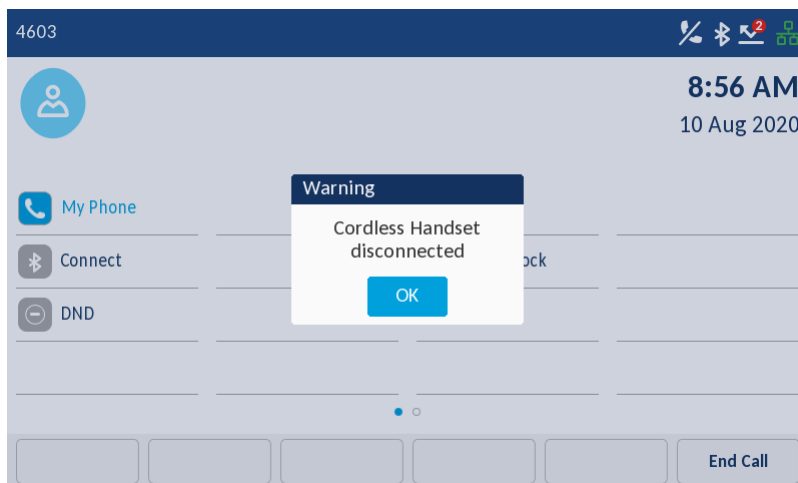 4603
2
8:56 AM
10 Aug 2020
Warning
My Phone
Cordless Handset
disconnected
Connect
ock
OK
DND
End Call